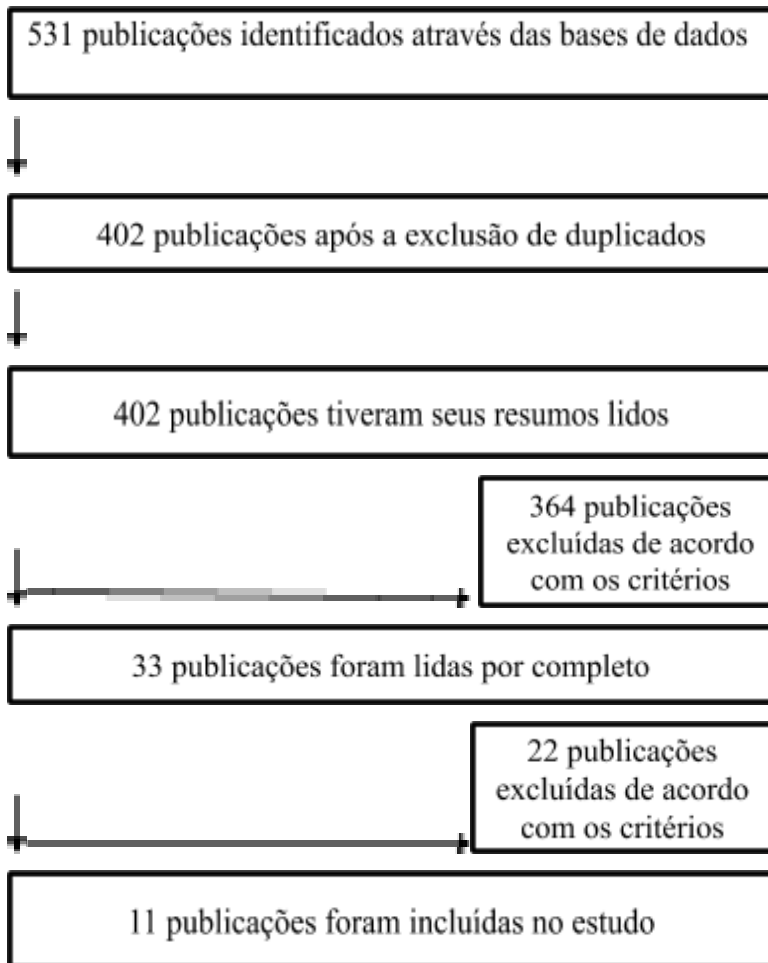 531 publicações identificados através das bases de dados
402 publicações após a exclusão de duplicados
402 publicações tiveram seus resumos lidos
364 publicações
excluídas de acordo
com os critérios
33 publicações foram lidas por completo
22 publicações
excluídas de acordo
com os critérios
11 publicações foram incluídas no estudo